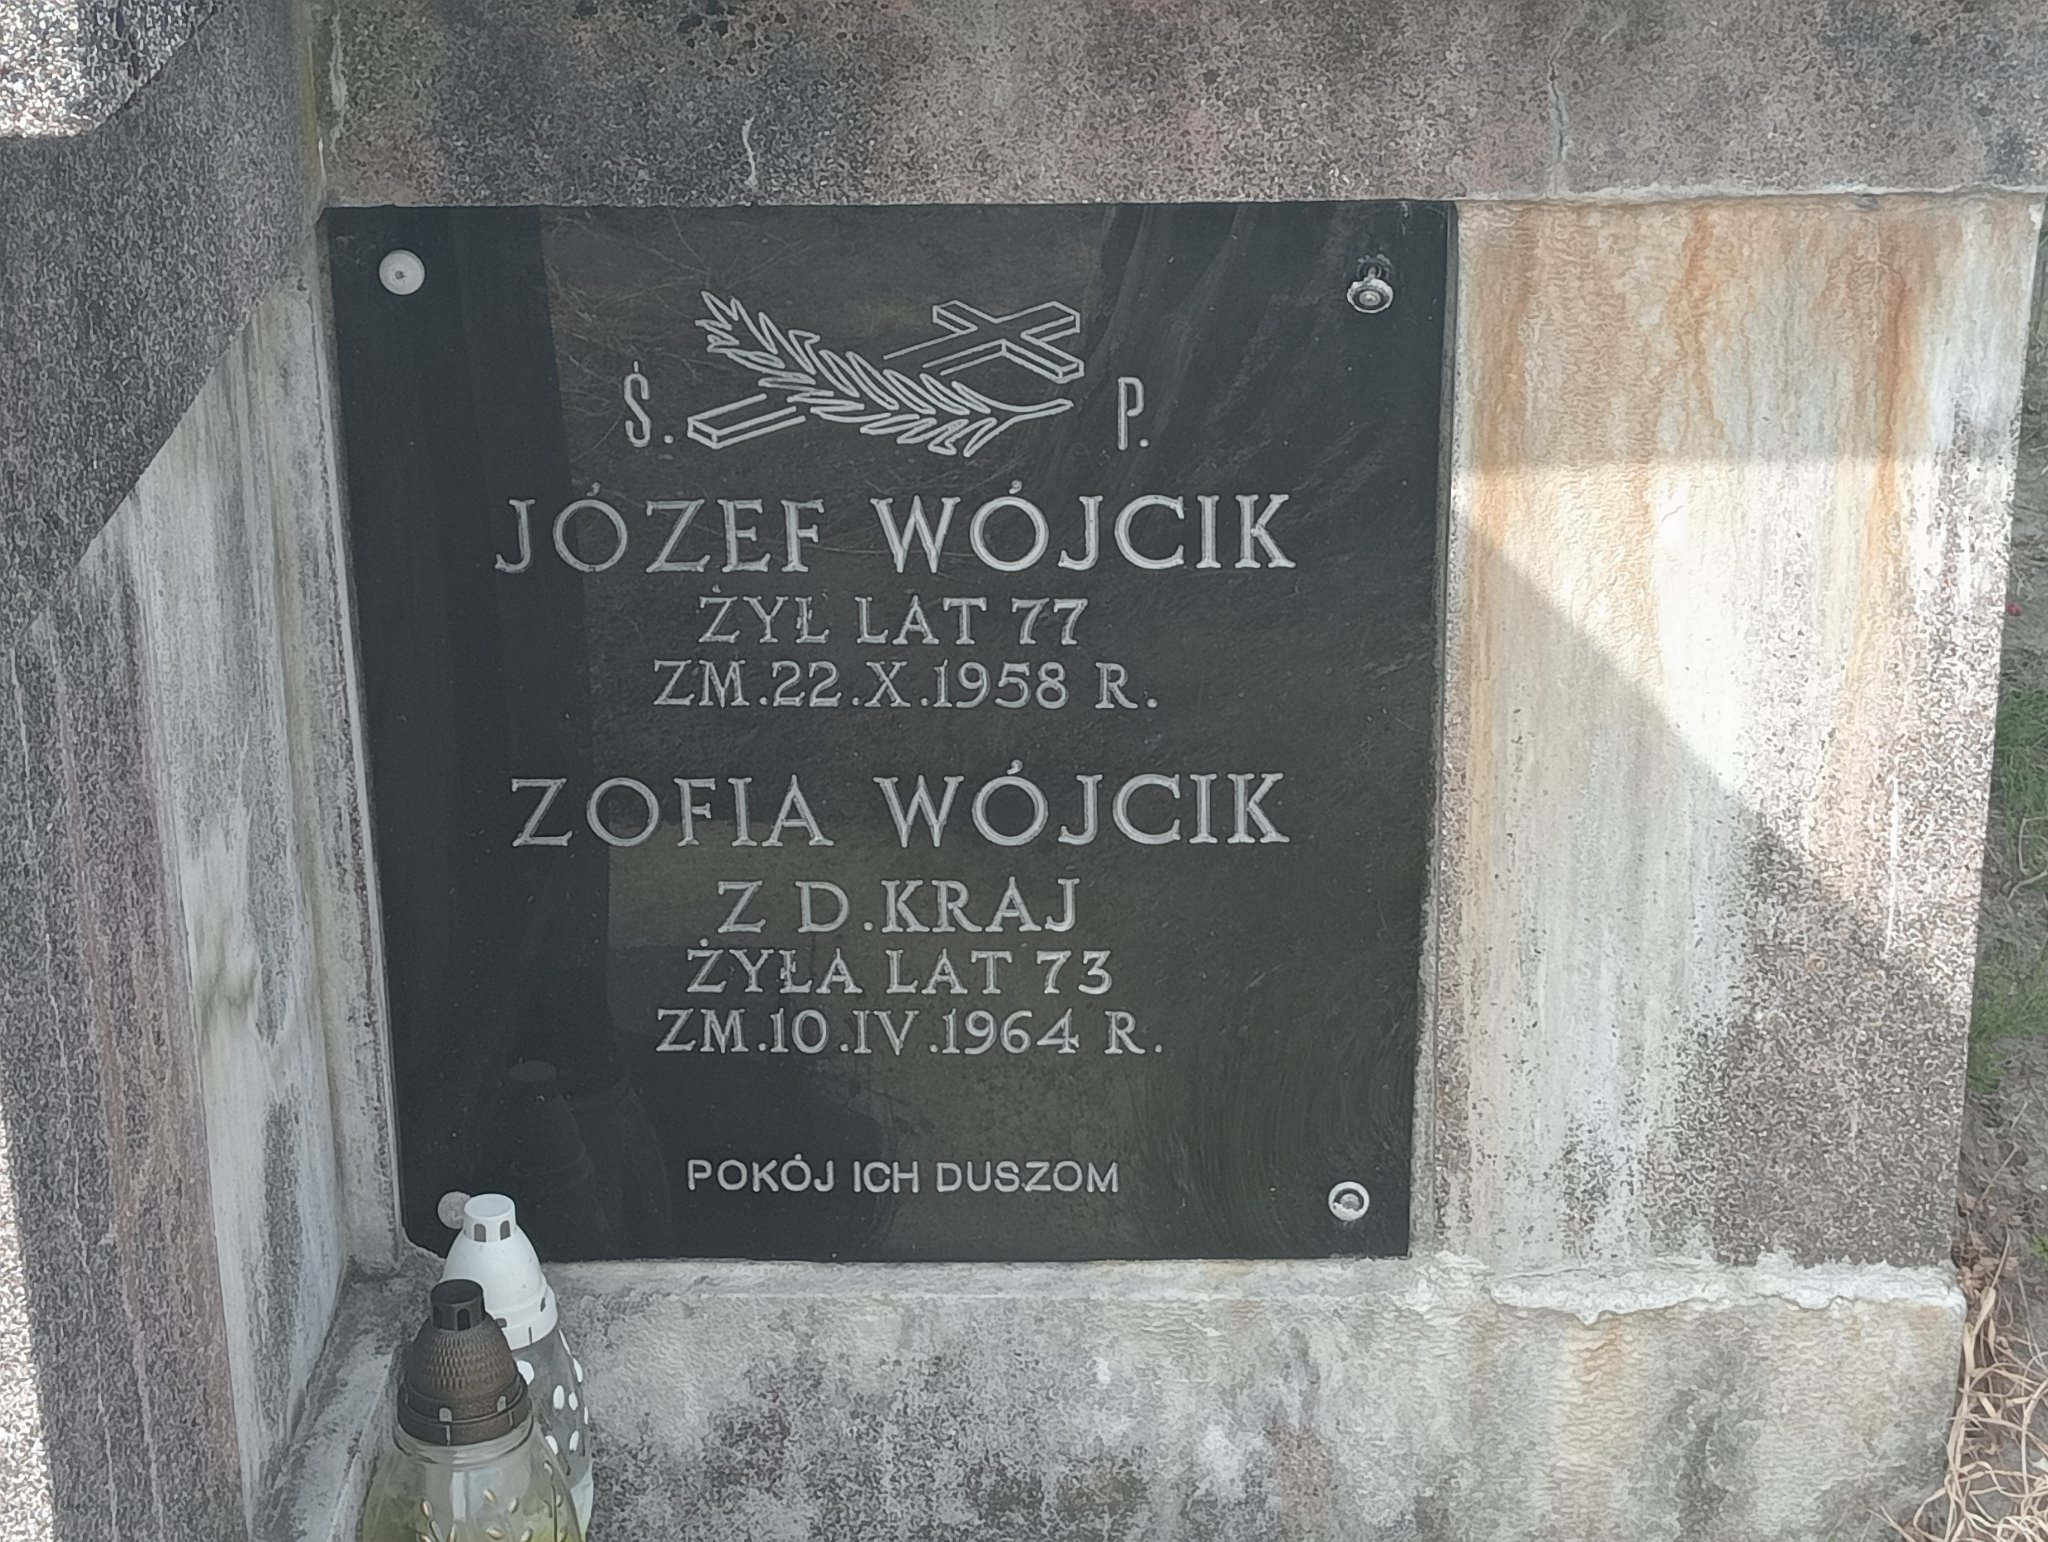 Ś. P.
JÓZEF WÓJCIK
ŻYŁ LAT 77
ZM.22.X.1958 R.
ZOFIA WÓJCIK
Z D.KRAJ
ŻYŁA LAT 73
ZM.10.IV.1964 R.
POKÓJ ICH DUSZOM